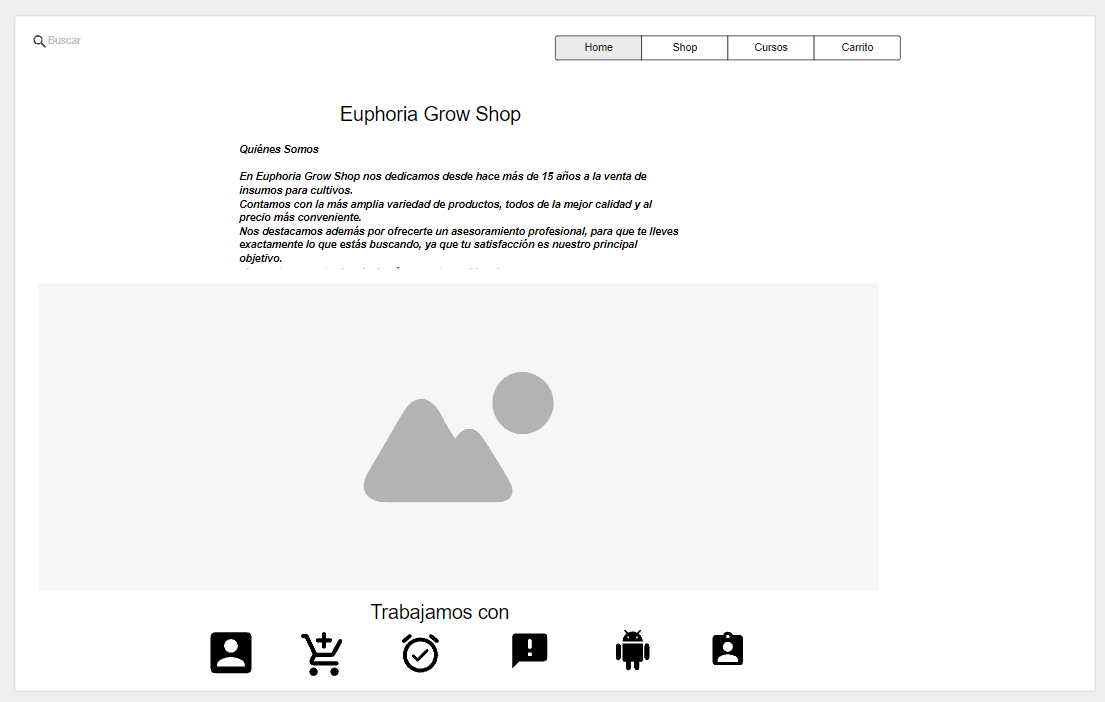 Buscar
Home
Shop
Cursos
Carrito
Euphoria Grow Shop
Quiénes Somos
En Euphoria Grow Shop nos dedicamos desde hace más de 15 años a la venta de
insumos para cultivos.
Contamos con la más amplia variedad de productos, todos de la mejor calidad y al
precio más conveniente.
Nos destacamos además por ofrecerte un asesoramiento profesional, para que te lleves
exactamente lo que estás buscando, ya que tu satisfacción es nuestro principal
objetivo.
Trabajamos con